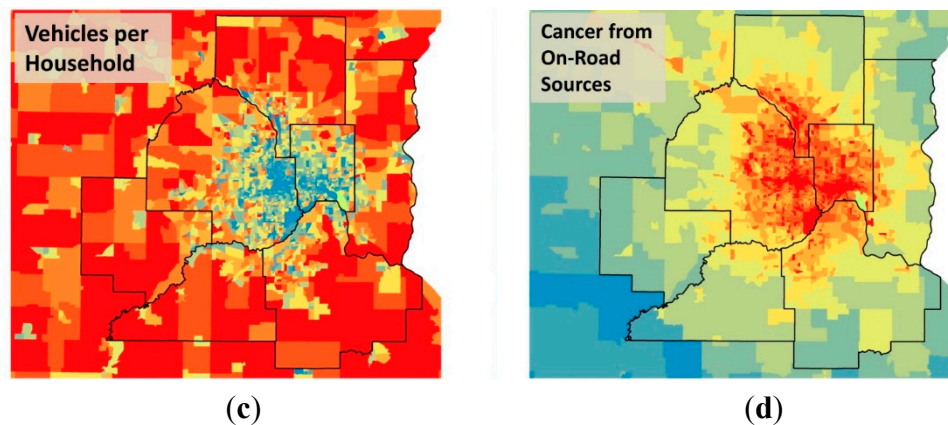 Vehicles per
Household
Cancer from
On-Road
Sources
(c)
(d)